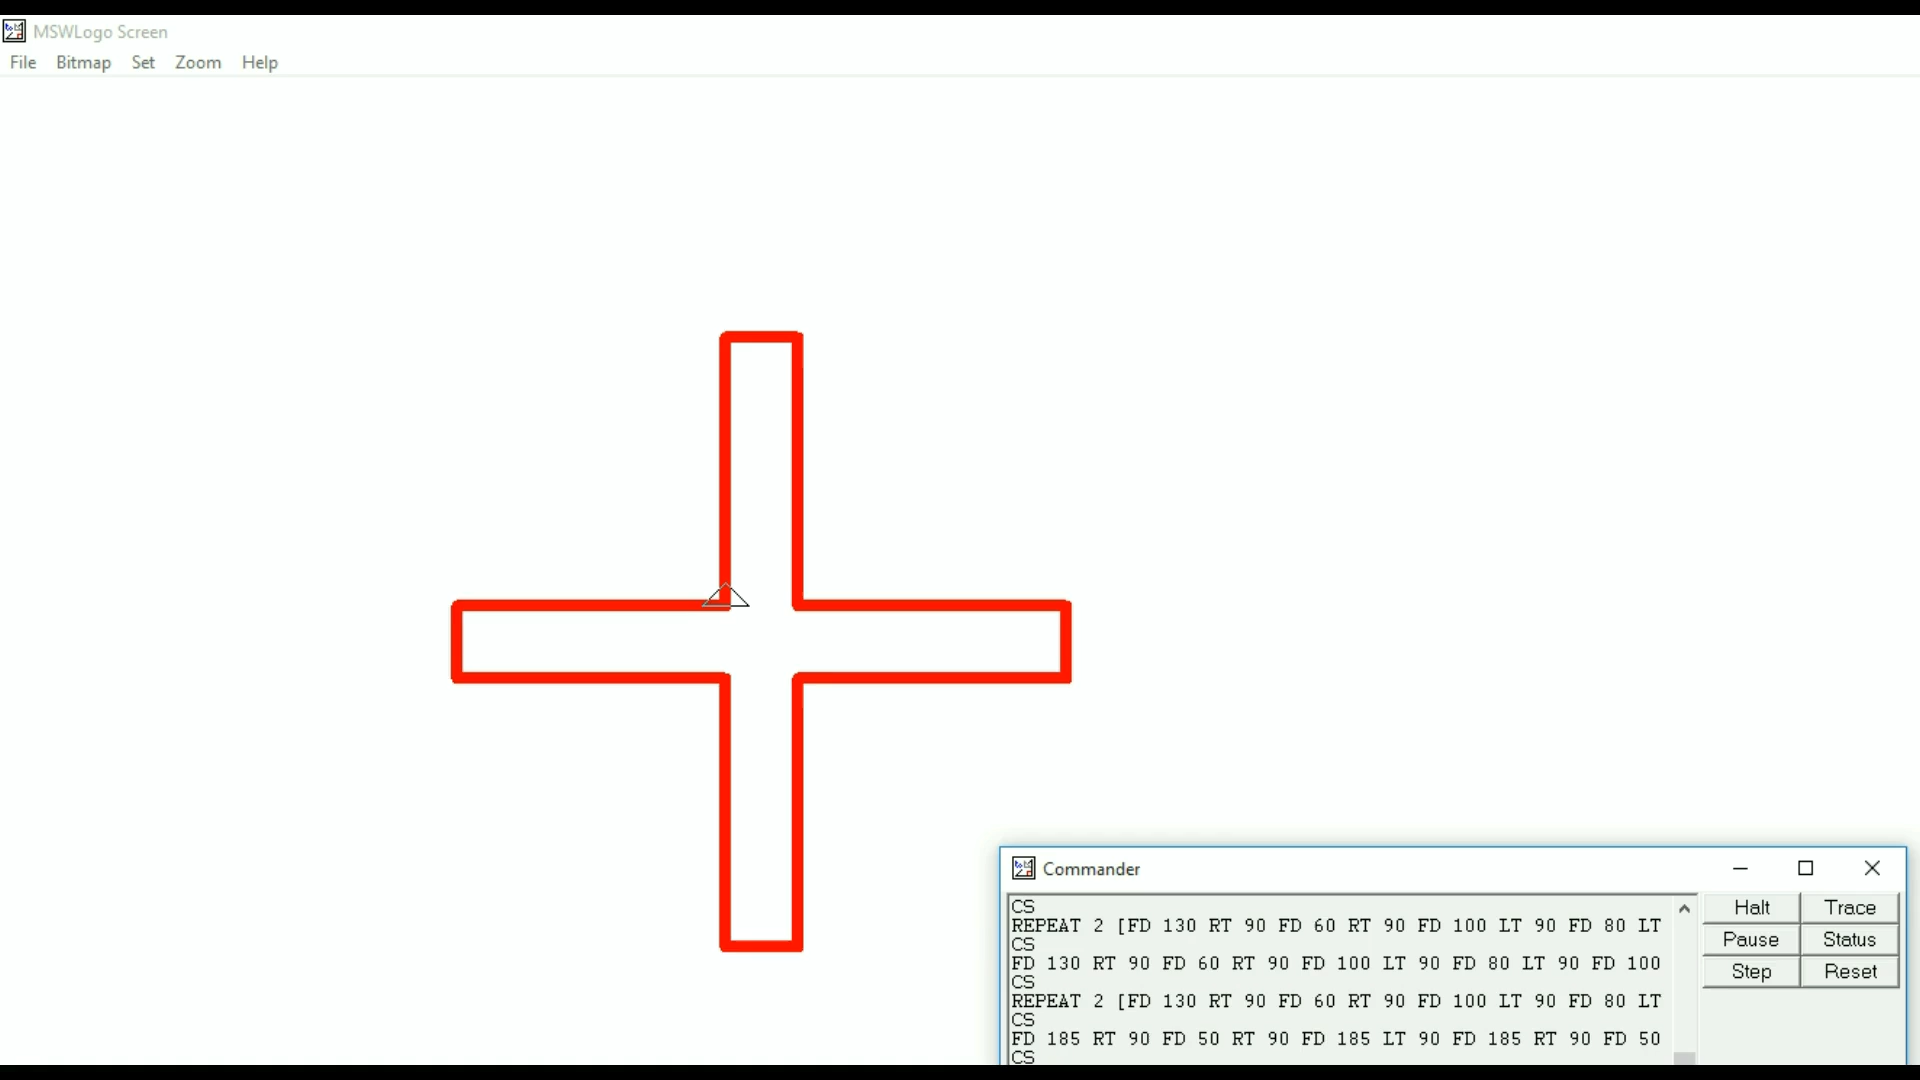 MSWLogo Screen
File Bitmap Set Zoom Help
Commander
CS
REPEAT 2 [FD 130 RT 90 FD 60 RT 90 FD 100 LT 90 FD 80 LT
CS
FD 130 RT 90 FD 60 RT 90 FD 100 LT 90 FD 80 LT 90 FD 100
CS
REPEAT 2 [FD 130 RT 90 FD 60 RT 90 FD 100 LT 90 FD 80 LT
CS
FD 185 RT 90 FD 50 RT 90 FD 185 LT 90 FD 185 RT 90 FD 50
CS
Halt Trace
Pause Status
Step Reset